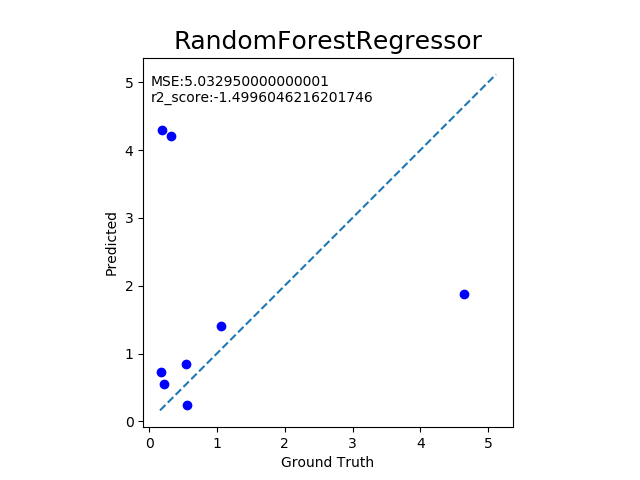 RandomForestRegressor
MSE:5.032950000000001
r2_score:-1.4996046216201746
5
4
3
2
1
0
Predicted
0 1 2 3 4 5
Ground Truth